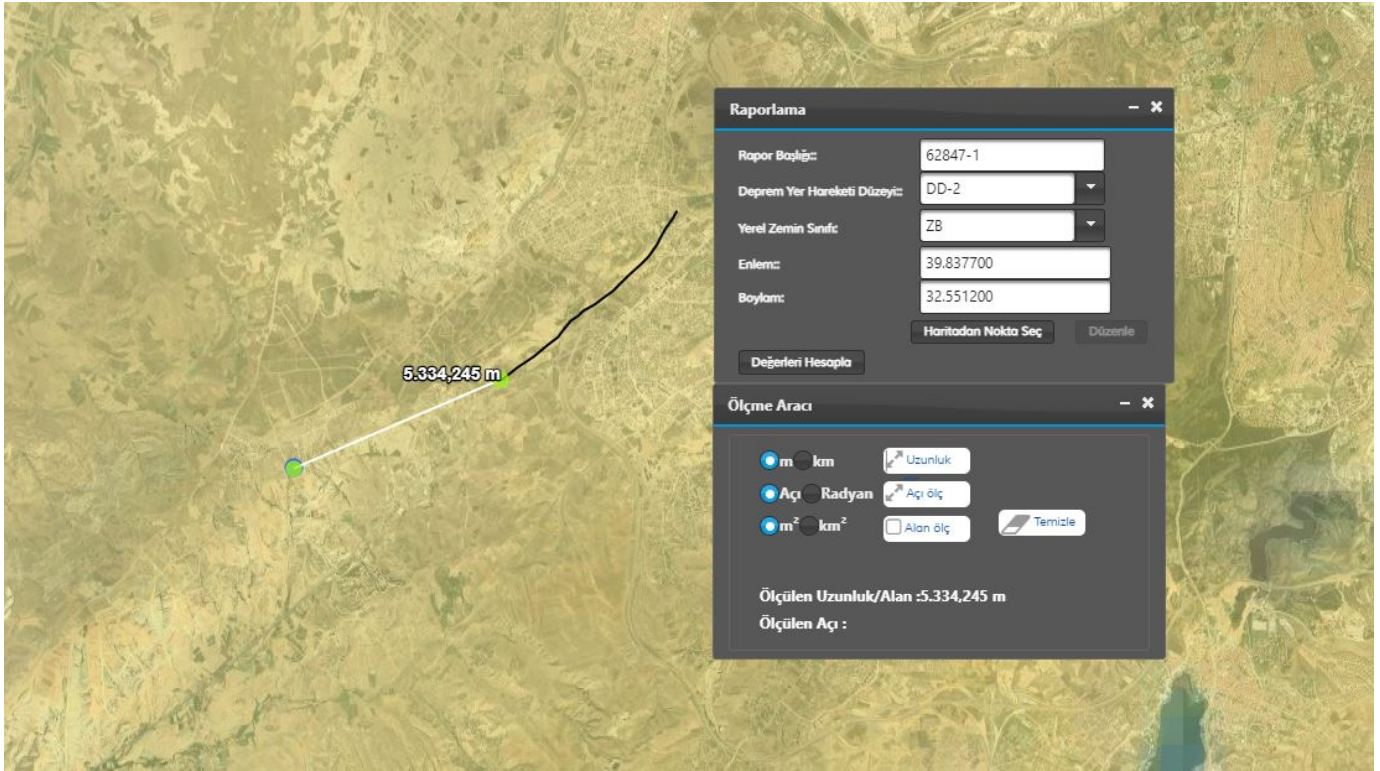 5.334,245 m
Raporlama
Rapor Başlığı::
62847-1
Deprem Yer Hareketi Düzeyi::
DD-2
Yerel Zemin Sınıfı:
ZB
Enlem::
39.837700
Boylam:
32.551200
Haritadan Nokta Seç Düzenle
Değerleri Hesapla
Ölçme Aracı
m km Uzunluk
Açı Radyan Açı ölç
m² km² Alan ölç Temizle
Ölçülen Uzunluk/Alan :5.334,245 m
Ölçülen Açı :